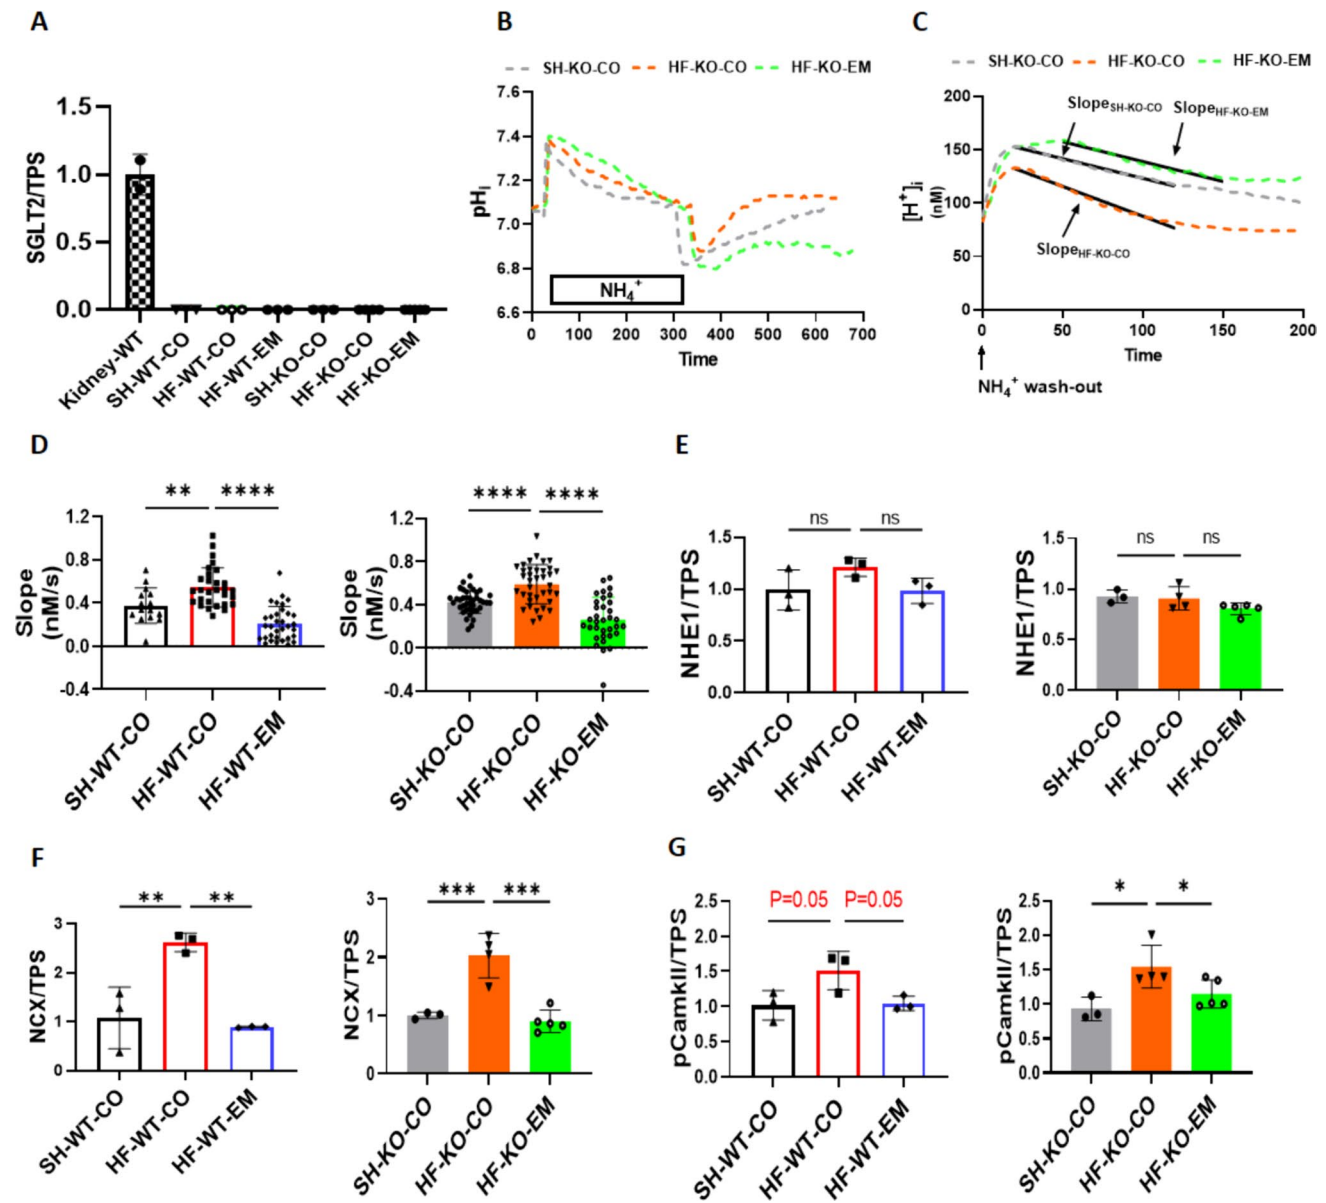 A
SGLT2/TPS
1.5
1.0
0.5
0.0
Kidney-WT
SH-WT-CO
HF-WT-CO
HF-WT-EM
SH-KO-CO
HF-KO-CO
HF-KO-EM
B
SH-KO-CO HF-KO-CO HF-KO-EM
pHi
7.6
7.4
7.2
7.0
6.8
6.6
NH4+
0 100 200 300 400 500 600 700
Time
C
SH-KO-CO HF-KO-CO HF-KO-EM
[H+]i
(nM)
200
150
100
50
0
SlopeSH-KO-CO
SlopeHF-KO-EM
SlopeHF-KO-CO
0 50 100 150 200
Time
NH4+ wash-out
D
Slope
(nM/s)
** ****
1.2
0.8
0.4
0.0
-0.4
SH-WT-CO
HF-WT-CO
HF-WT-EM
Slope
(nM/s)
**** ****
1.2
0.8
0.4
0.0
-0.4
SH-KO-CO
HF-KO-CO
HF-KO-EM
E
NHE1/TPS
ns ns
1.5
1.0
0.5
0.0
SH-WT-CO
HF-WT-CO
HF-WT-EM
NHE1/TPS
ns ns
1.5
1.0
0.5
0.0
SH-KO-CO
HF-KO-CO
HF-KO-EM
F
NCX/TPS
** **
3
2
1
0
SH-WT-CO
HF-WT-CO
HF-WT-EM
NCX/TPS
*** ***
3
2
1
0
SH-KO-CO
HF-KO-CO
HF-KO-EM
G
pCamkII/TPS
P=0.05 P=0.05
2.5
2.0
1.5
1.0
0.5
0.0
SH-WT-CO
HF-WT-CO
HF-WT-EM
pCamkII/TPS
* *
2.5
2.0
1.5
1.0
0.5
0.0
SH-KO-CO
HF-KO-CO
HF-KO-EM